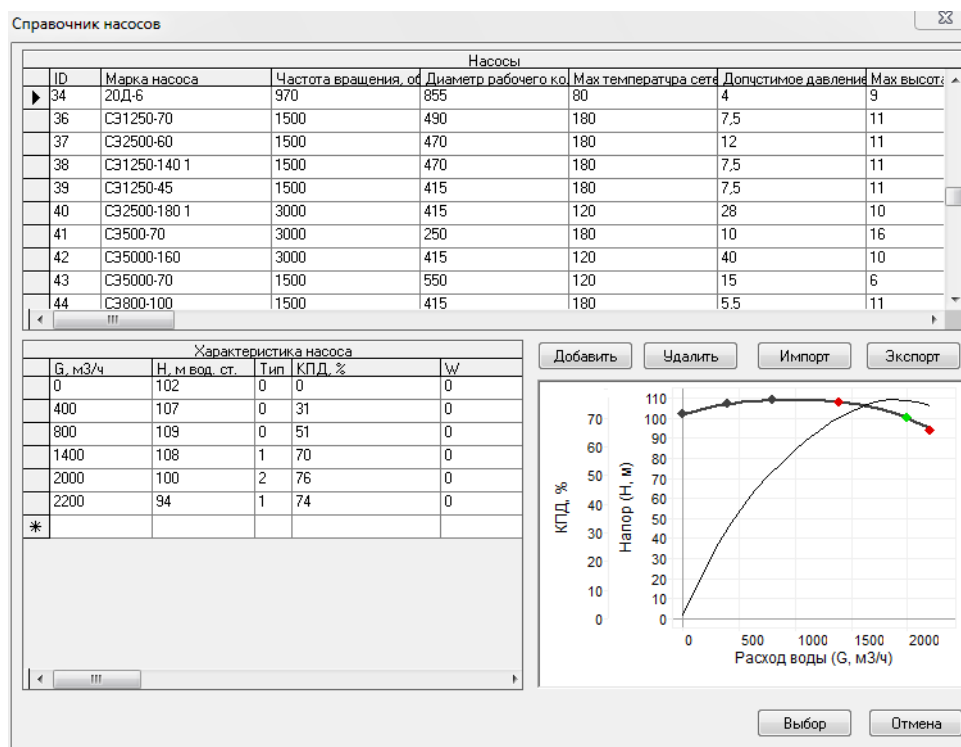 Справочник насосов
Насосы
ID Марка насоса Частота вращения, об Диаметр рабочего ко Max температура сете Допустимое давление Max высота
34 20Д-6 970 855 80 4 9
36 СЭ1250-70 1500 490 180 7,5 11
37 СЭ2500-60 1500 470 180 12 11
38 СЭ1250-140 1 1500 470 180 7,5 11
39 СЭ1250-45 1500 415 180 7,5 11
40 СЭ2500-180 1 3000 415 120 28 10
41 СЭ500-70 3000 250 180 10 16
42 СЭ5000-160 3000 415 120 40 10
43 СЭ5000-70 1500 550 120 15 6
44 СЭ800-100 1500 415 180 5.5 11
Характеристика насоса
G, м3/ч H, м вод. ст. Тип КПД, % W
0 102 0 0 0
400 107 0 31 0
800 109 0 51 0
1400 108 1 70 0
2000 100 2 76 0
2200 94 1 74 0
Добавить Удалить Импорт Экспорт
КПД, %
70
60
50
40
30
20
10
0
Напор (Н, м)
110
100
90
80
70
60
50
40
30
20
10
0
0 500 1000 1500 2000
Расход воды (G, м3/ч)
Выбор Отмена